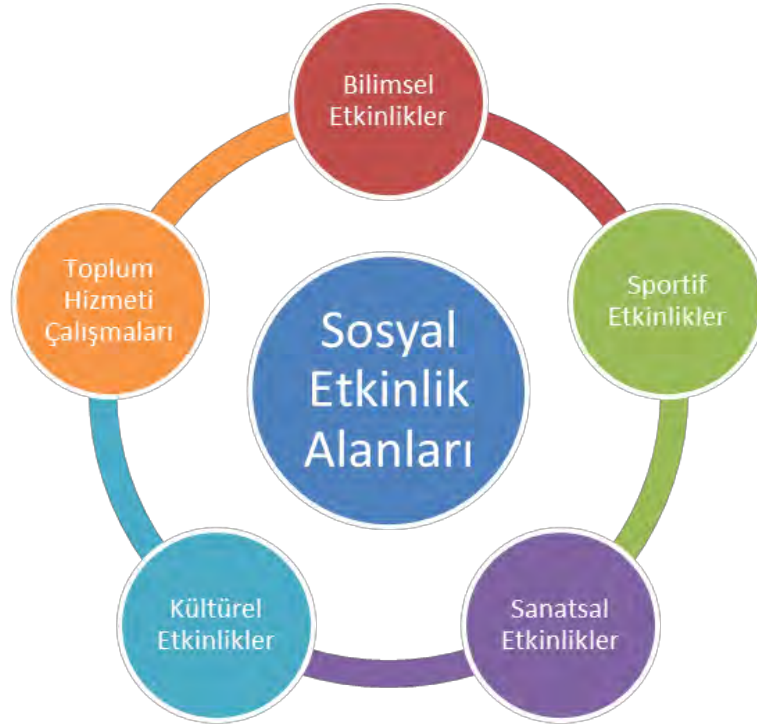 Bilimsel
Etkinlikler
Toplum
Hizmeti
Çalışmaları
Sportif
Etkinlikler
Sosyal
Etkinlik
Alanları
Kültürel
Etkinlikler
Sanatsal
Etkinlikler